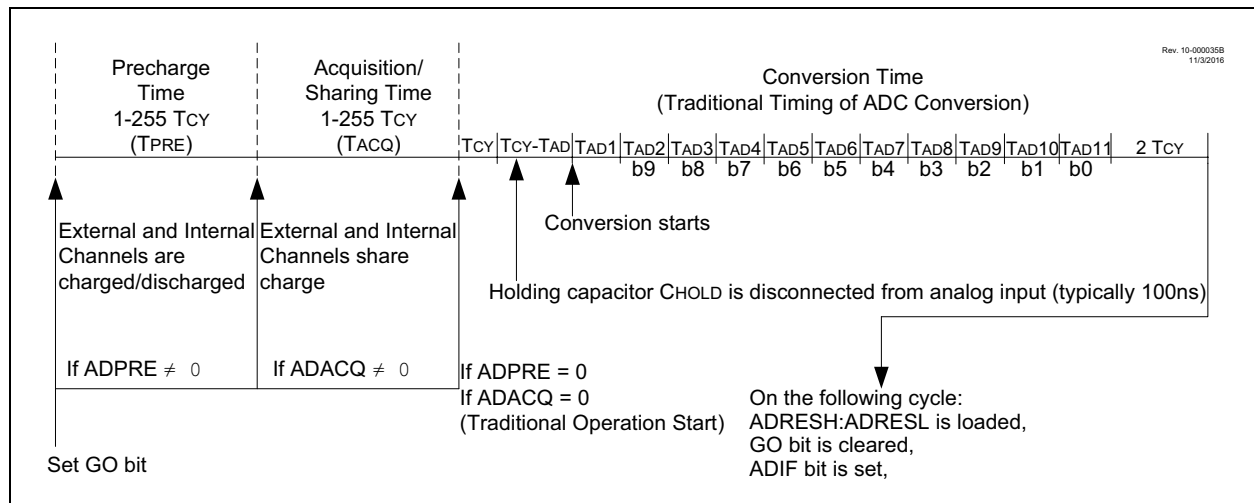 Rev. 10-000035B
11/3/2016
Precharge
Time
1-255 TCY
(TPRE)
Acquisition/
Sharing Time
1-255 TCY
(TACQ)
Conversion Time
(Traditional Timing of ADC Conversion)
TCY TCY-TAD TAD1 TAD2 TAD3 TAD4 TAD5 TAD6 TAD7 TAD8 TAD9 TAD10 TAD11 2 TCY
b9 b8 b7 b6 b5 b4 b3 b2 b1 b0
External and Internal
Channels are
charged/discharged
External and Internal
Channels share
charge
Conversion starts
Holding capacitor CHOLD is disconnected from analog input (typically 100ns)
If ADPRE ≠ 0
If ADACQ ≠ 0
If ADPRE = 0
If ADACQ = 0
(Traditional Operation Start)
On the following cycle:
ADRESH:ADRESL is loaded,
GO bit is cleared,
ADIF bit is set,
Set GO bit